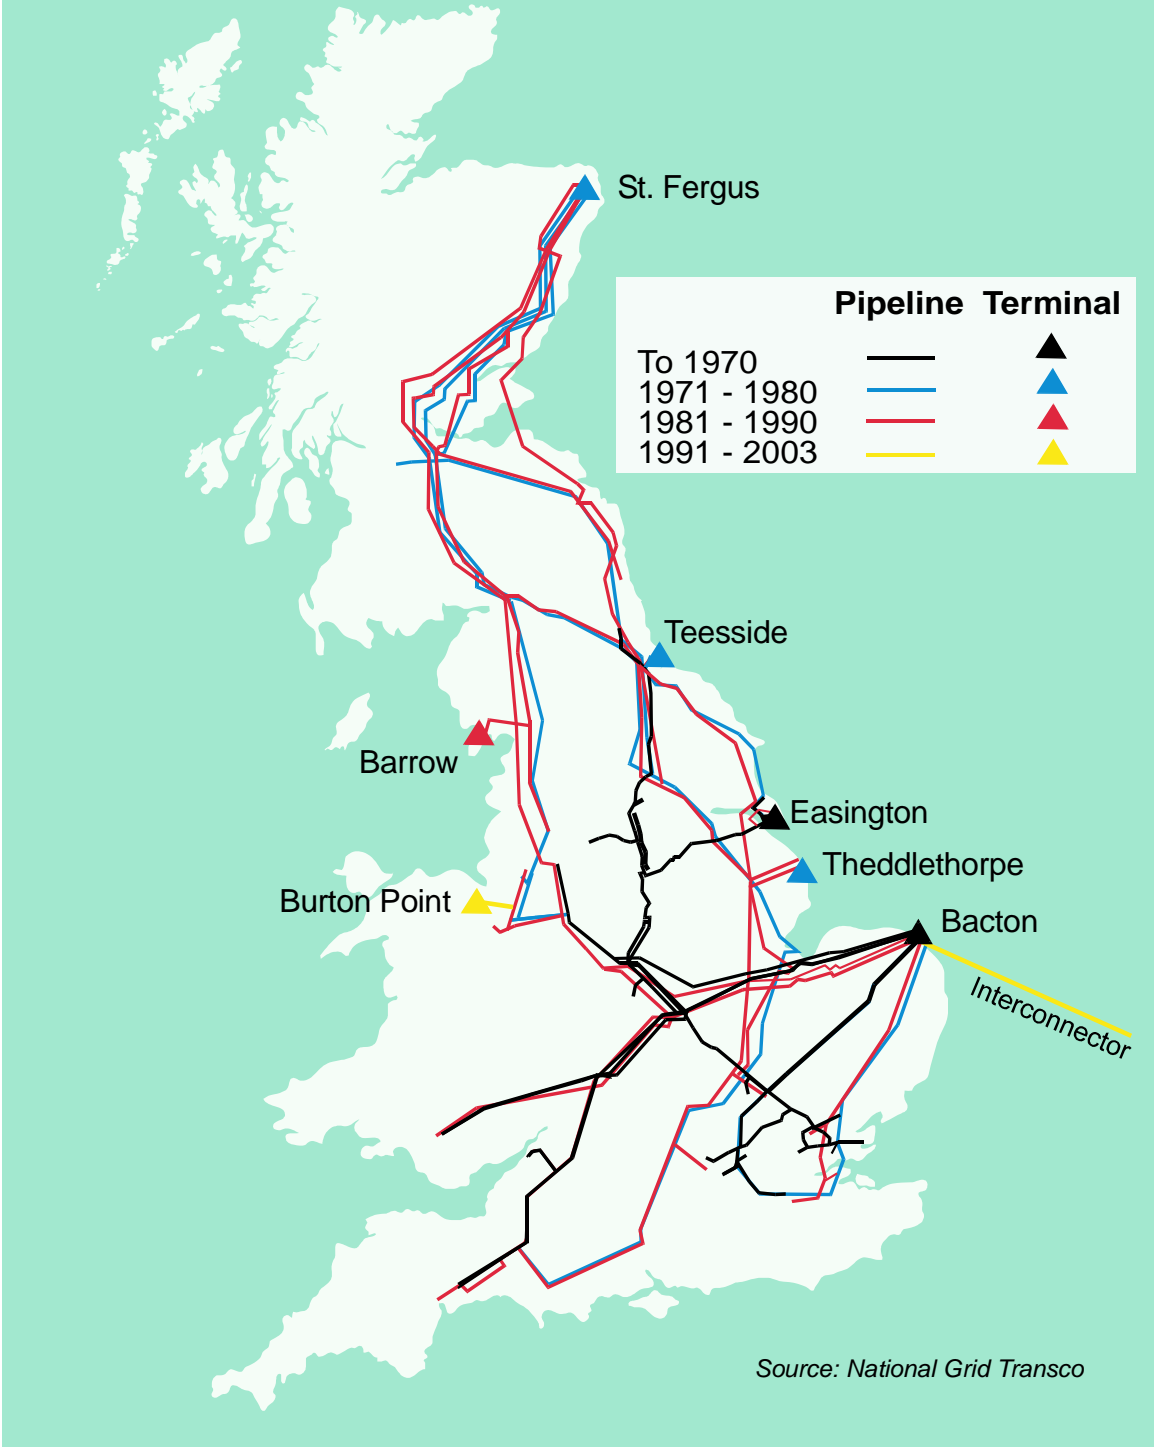 St. Fergus
Pipeline Terminal
To 1970
1971 - 1980
1981 - 1990
1991 - 2003
Teesside
Barrow
Easington
Theddlethorpe
Burton Point
Bacton
Interconnector
Source: National Grid Transco